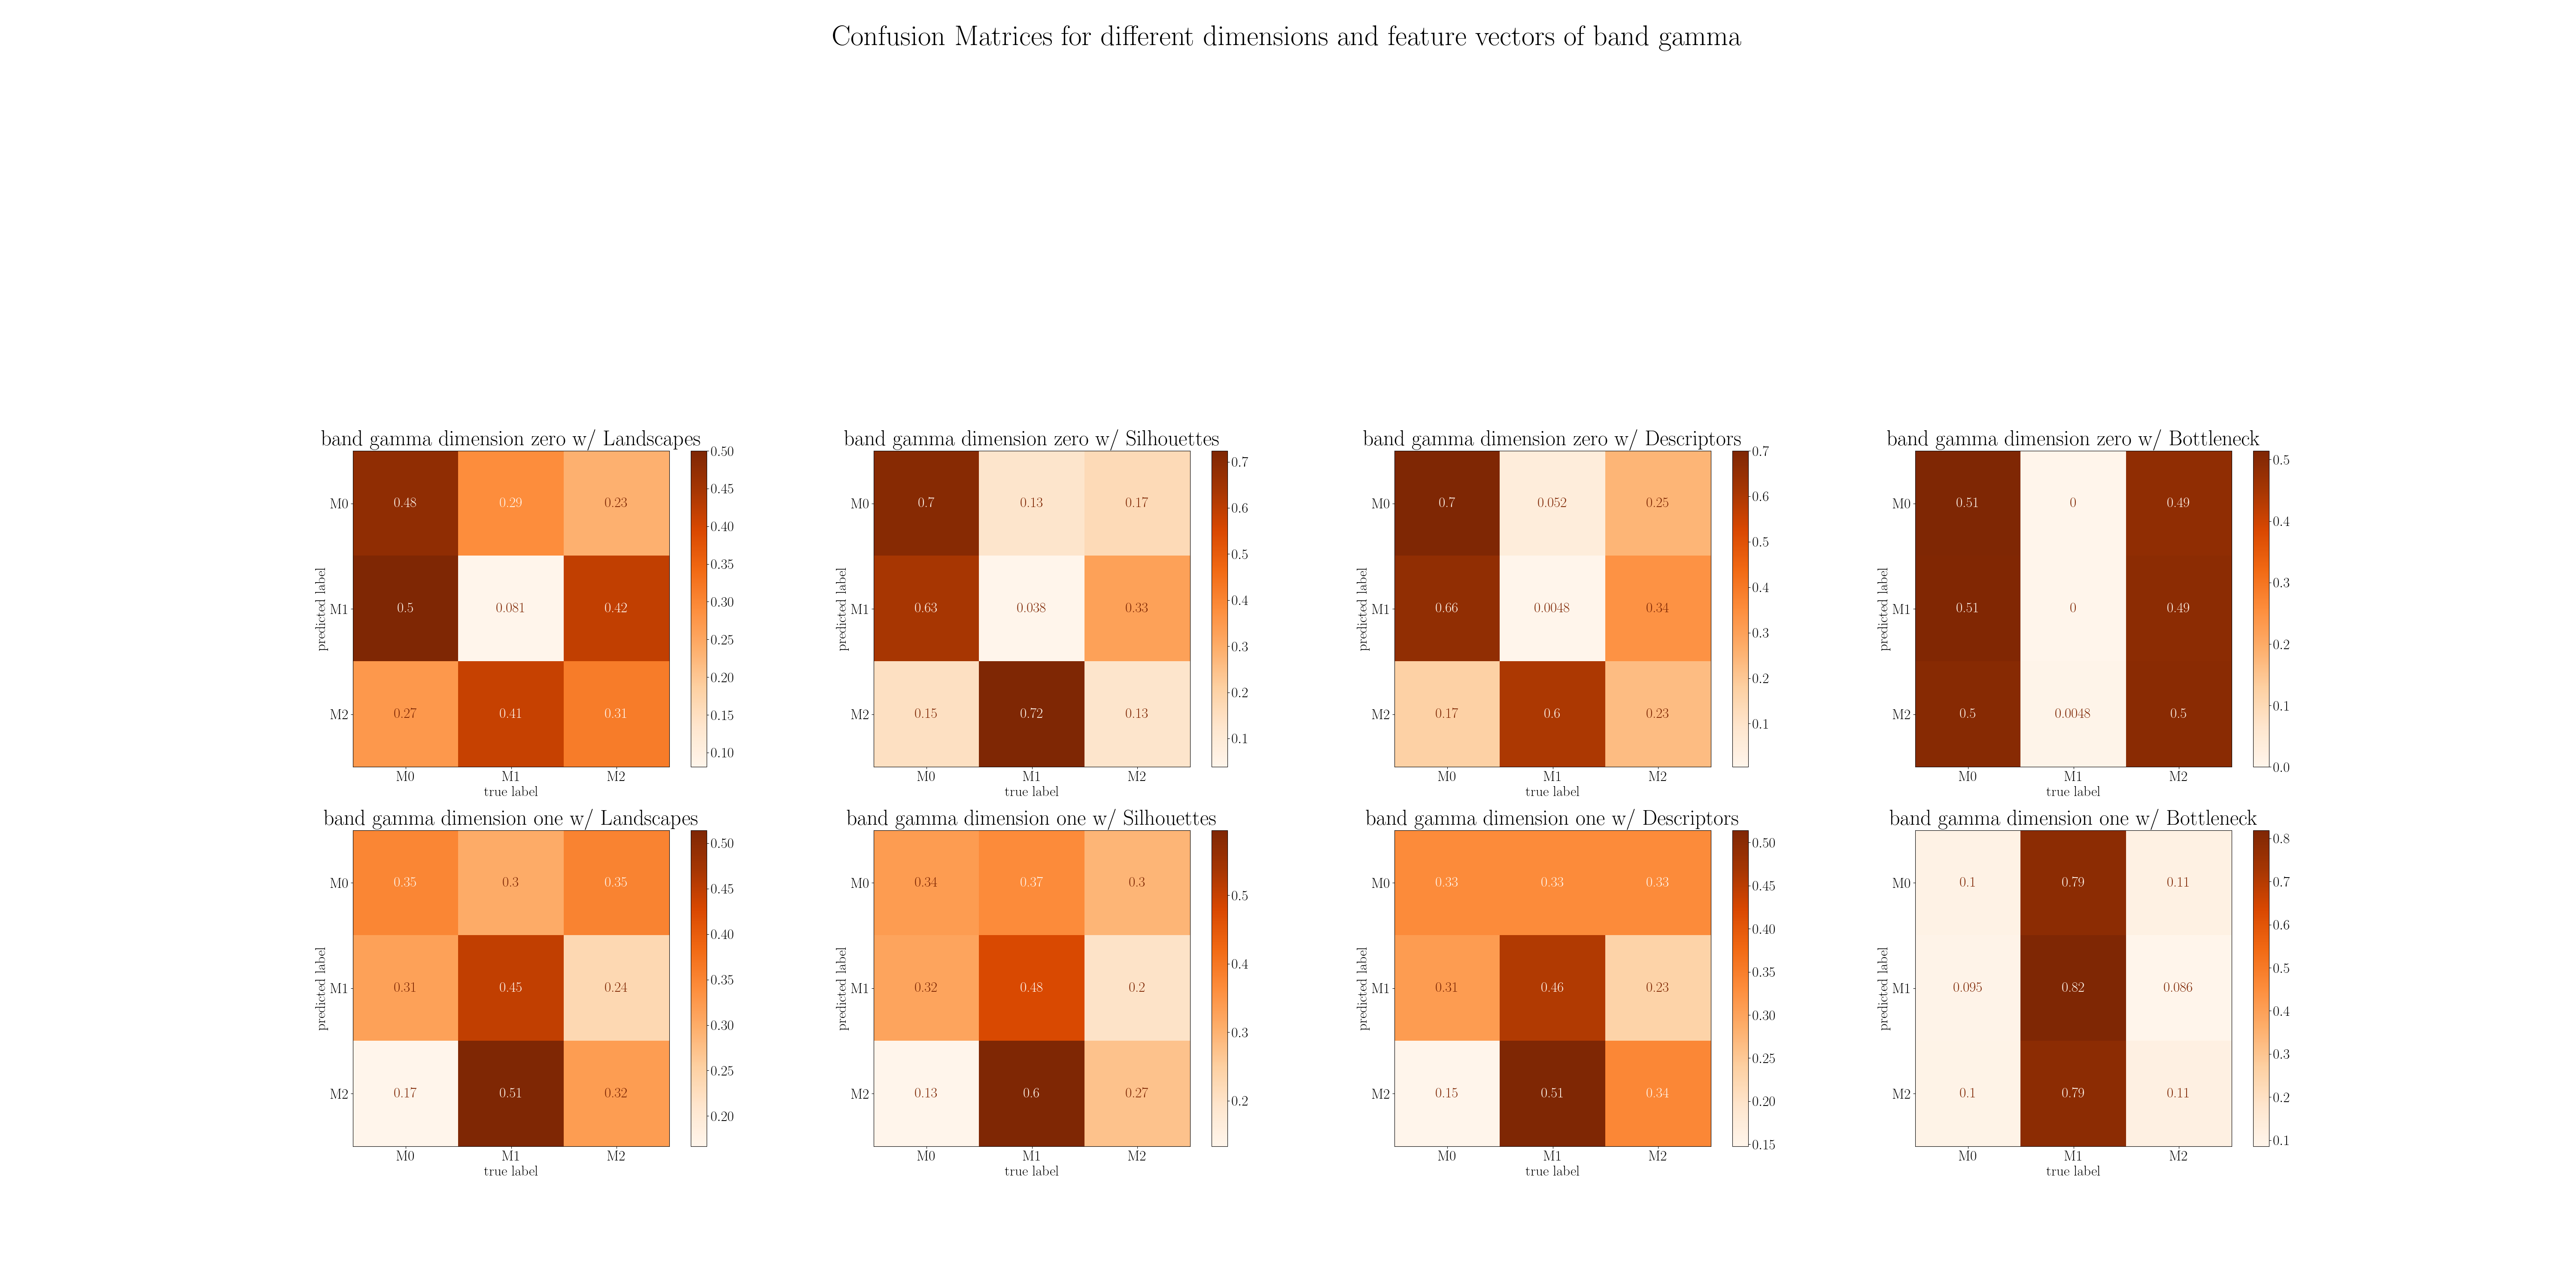 Confusion Matrices for different dimensions and feature vectors of band gamma
band gamma dimension zero w/ Landscapes
0.50
0.45
0.40
0.35
0.30
0.25
0.20
0.15
0.10
predicted label
M0
0.48 0.29 0.23
M1
0.5 0.081 0.42
M2
0.27 0.41 0.31
M0 M1 M2
true label
band gamma dimension zero w/ Silhouettes
0.7
0.6
0.5
0.4
0.3
0.2
0.1
predicted label
M0
0.7 0.13 0.17
M1
0.63 0.038 0.33
M2
0.15 0.72 0.13
M0 M1 M2
true label
band gamma dimension zero w/ Descriptors
0.7
0.6
0.5
0.4
0.3
0.2
0.1
predicted label
M0
0.7 0.052 0.25
M1
0.66 0.0048 0.34
M2
0.17 0.6 0.23
M0 M1 M2
true label
band gamma dimension zero w/ Bottleneck
0.5
0.4
0.3
0.2
0.1
0.0
predicted label
M0
0.51 0 0.49
M1
0.51 0 0.49
M2
0.5 0.0048 0.5
M0 M1 M2
true label
band gamma dimension one w/ Landscapes
0.50
0.45
0.40
0.35
0.30
0.25
0.20
predicted label
M0
0.35 0.3 0.35
M1
0.31 0.45 0.24
M2
0.17 0.51 0.32
M0 M1 M2
true label
band gamma dimension one w/ Silhouettes
0.5
0.4
0.3
0.2
predicted label
M0
0.34 0.37 0.3
M1
0.32 0.48 0.2
M2
0.13 0.6 0.27
M0 M1 M2
true label
band gamma dimension one w/ Descriptors
0.50
0.45
0.40
0.35
0.30
0.25
0.20
0.15
predicted label
M0
0.33 0.33 0.33
M1
0.31 0.46 0.23
M2
0.15 0.51 0.34
M0 M1 M2
true label
band gamma dimension one w/ Bottleneck
0.8
0.7
0.6
0.5
0.4
0.3
0.2
0.1
predicted label
M0
0.1 0.79 0.11
M1
0.095 0.82 0.086
M2
0.1 0.79 0.11
M0 M1 M2
true label